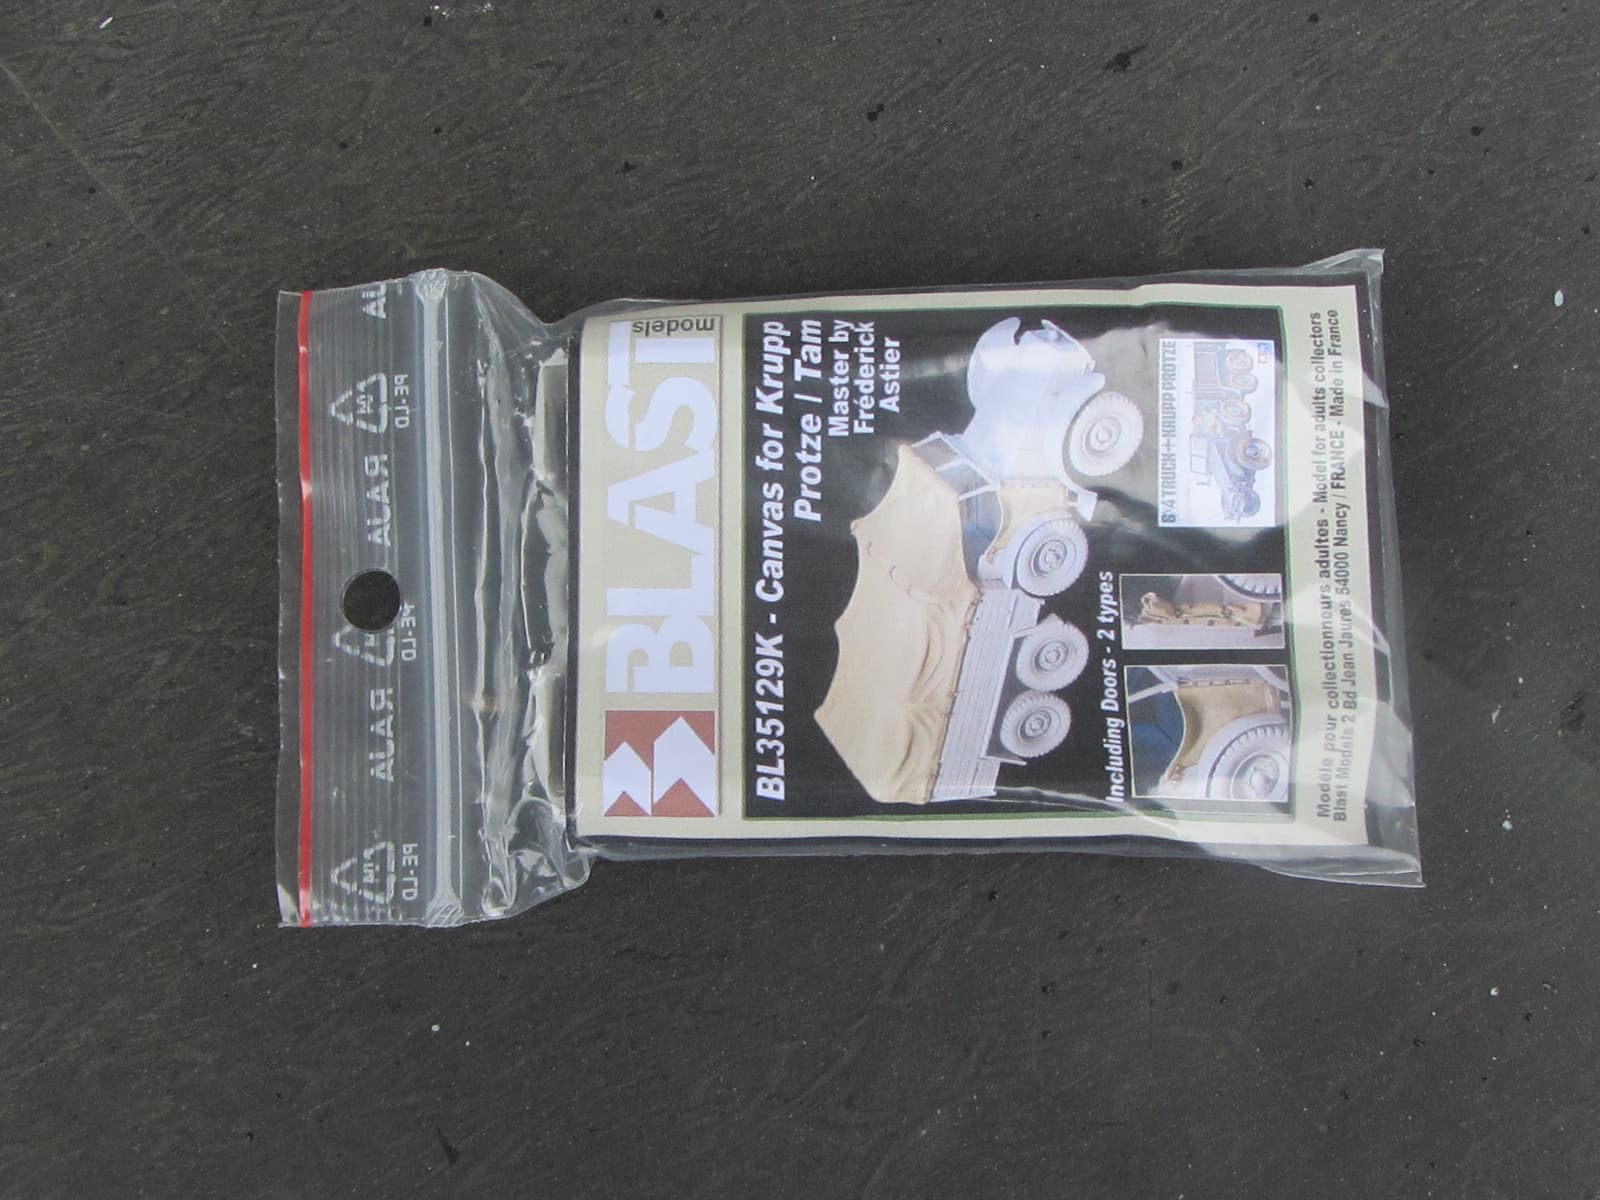 BLAST
models
BL35129K - Canvas for Krupp
Protze / Tam
Master by
Fréderick
Astier
6x4 TRUCK+KRUPP PROTZE
Including Doors - 2 types
Modèle pour collectionneurs adultes - Model for adults collectors
Blast Models 2 Bd Jean Jaurès 54000 Nancy / FRANCE - Made in France
PE-LD
RAJA
PE-LD
RAJA
PE-LD